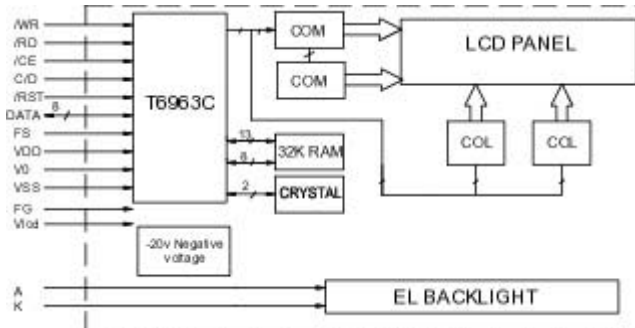 /WR
/RD
/CE
C/D
/RST
DATA
8
FS
VDD
V0
VSS
FG
Vlcd
A
K
T6963C
COM
COM
LCD PANEL
COL
COL
13
8
32K RAM
2
CRYSTAL
-20v Negative
voltage
EL BACKLIGHT